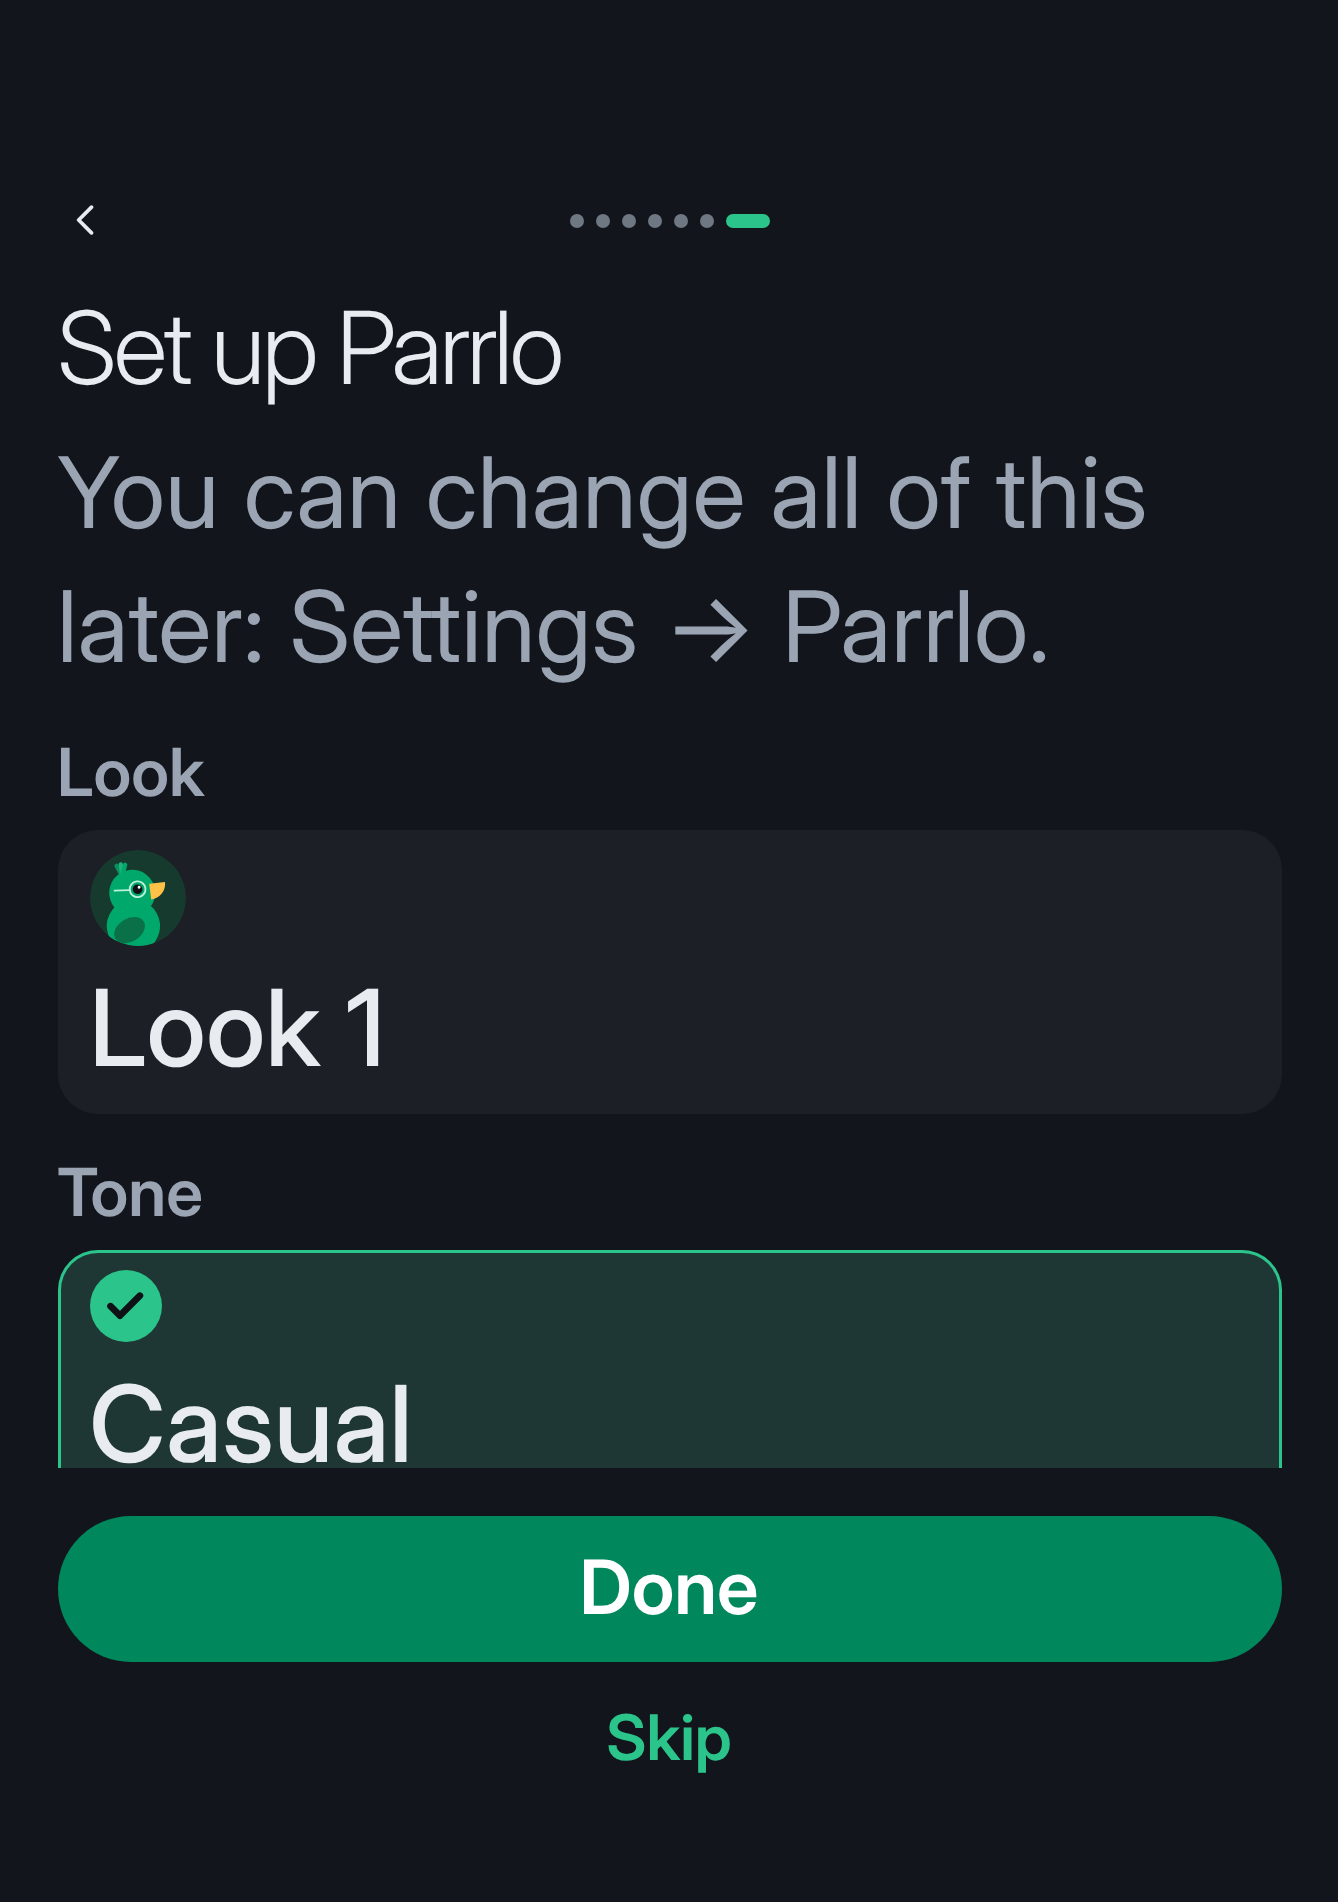 Set up Parrlo
You can change all of this
later: Settings → Parrlo.
Look
Look 1
Tone
Casual
Done
Skip